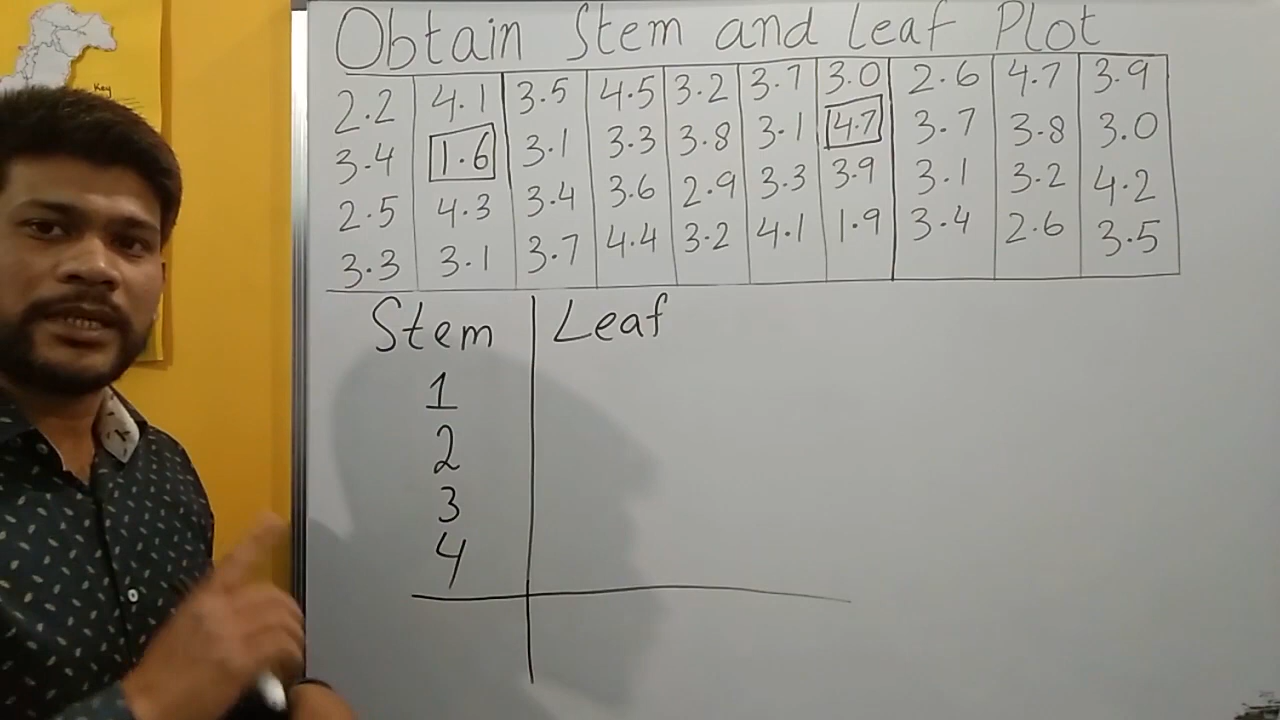 Obtain Stem and Leaf Plot
2.2 4.1 3.5 4.5 3.2 3.7 3.0 2.6 4.7 3.9
3.4 1.6 3.1 3.3 3.8 3.1 4.7 3.7 3.8 3.0
2.5 4.3 3.4 3.6 2.9 3.3 3.9 3.1 3.2 4.2
3.3 3.1 3.7 4.4 3.2 4.1 1.9 3.4 2.6 3.5
Stem Leaf
1
2
3
4
Key